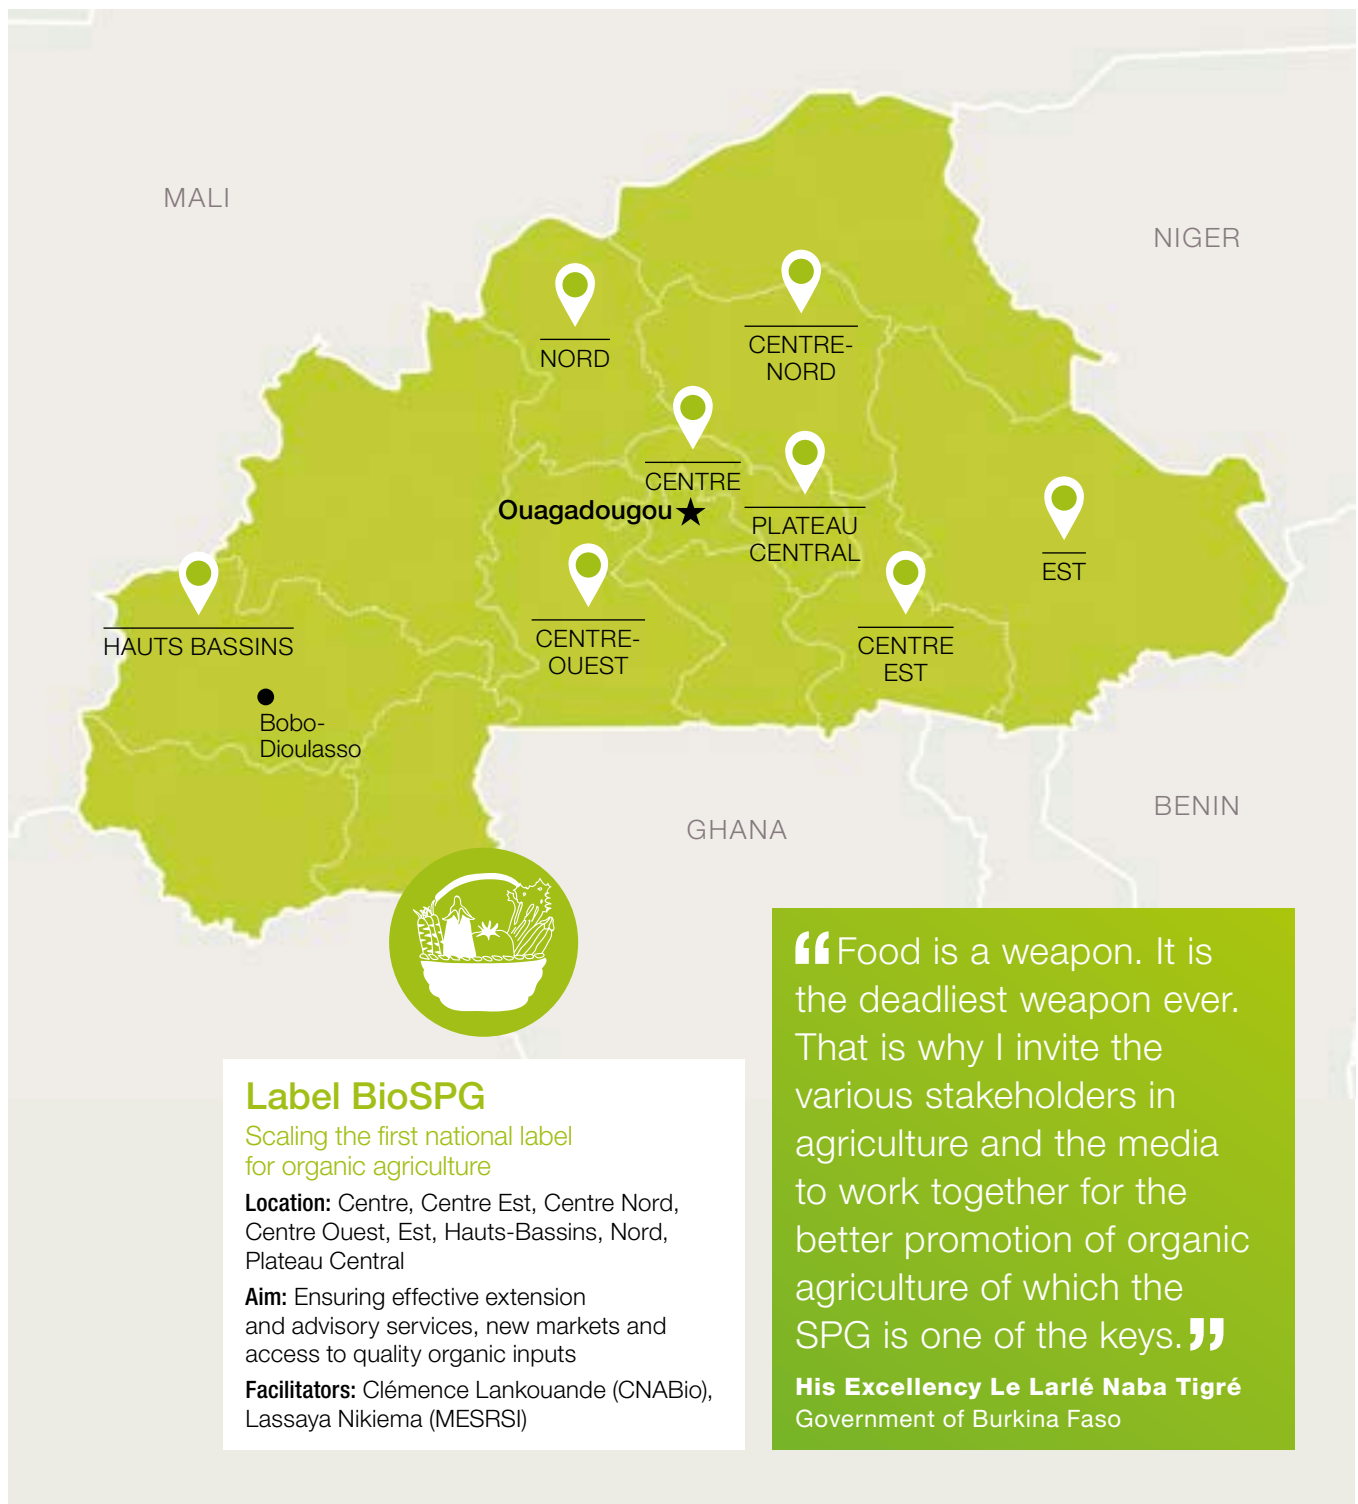 MALI
NIGER
NORD
CENTRE-
NORD
CENTRE
Ouagadougou
PLATEAU
CENTRAL
EST
HAUTS BASSINS
CENTRE-
OUEST
CENTRE
EST
Bobo-
Dioulasso
BENIN
GHANA
Label BioSPG
Scaling the first national label
for organic agriculture
Location: Centre, Centre Est, Centre Nord,
Centre Ouest, Est, Hauts-Bassins, Nord,
Plateau Central
Aim: Ensuring effective extension
and advisory services, new markets and
access to quality organic inputs
Facilitators: Clémence Lankouande (CNABio),
Lassaya Nikiema (MESRSI)
“Food is a weapon. It is
the deadliest weapon ever.
That is why I invite the
various stakeholders in
agriculture and the media
to work together for the
better promotion of organic
agriculture of which the
SPG is one of the keys.”
His Excellency Le Larlé Naba Tigré
Government of Burkina Faso